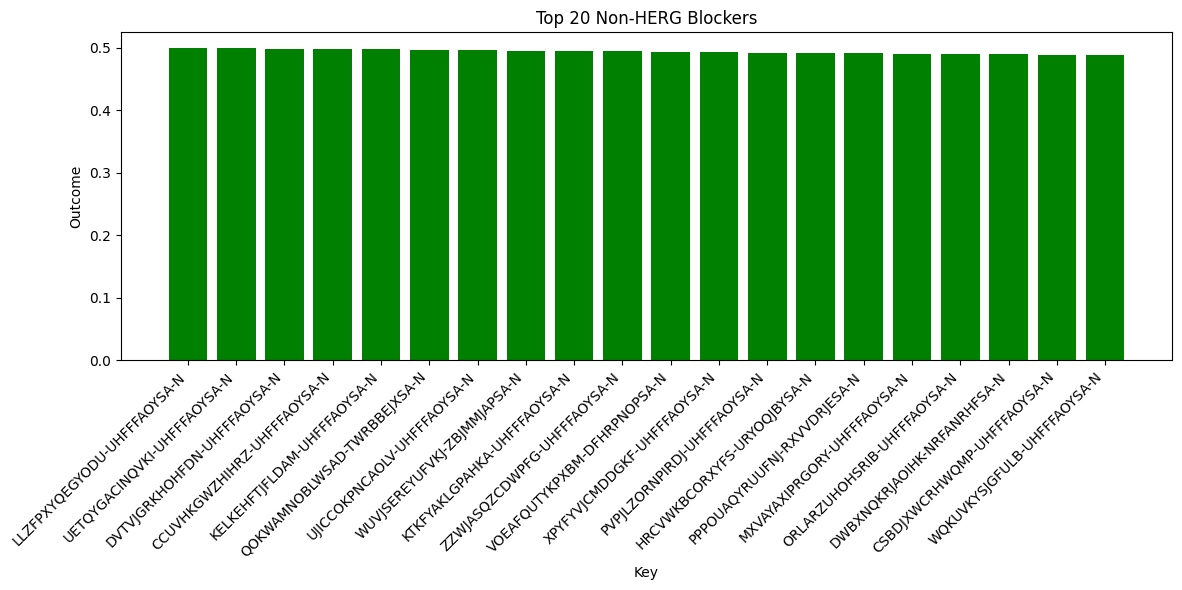 Top 20 Non-HERG Blockers
Outcome
0.5
0.4
0.3
0.2
0.1
0.0
LLZFPXYQEGYODU-UHFFFAOYSA-N
UETQYGACINQVKI-UHFFFAOYSA-N
DVTVJGRKHOHFDN-UHFFFAOYSA-N
CCUVHKGWZHIHRZ-UHFFFAOYSA-N
KELKEHFTJFLDAM-UHFFFAOYSA-N
QOKWAMNOBLWSAD-TWRBBEJXSA-N
UJICCOKPNCAOLV-UHFFFAOYSA-N
WUVJSEREYUFVKJ-ZBJMMJAPSA-N
KTKFYAKLGPAHKA-UHFFFAOYSA-N
ZZWJASQZCDWPFG-UHFFFAOYSA-N
VOEAFQUTYKPXBM-DFHRPNOPSA-N
XPYFYVJCMDDGKF-UHFFFAOYSA-N
PVPJLZORNPIRDJ-UHFFFAOYSA-N
HRCVWKBCORXYFS-URYOQJBYSA-N
PPPOUAQYRUUFNJ-RXVVDRJESA-N
MXVAYAXIPRGORY-UHFFFAOYSA-N
ORLARZUHOHSRIB-UHFFFAOYSA-N
DWBXNQKRJAOIHK-NRFANRHFSA-N
CSBDJXWCRHWQMP-UHFFFAOYSA-N
WQKUVKYSJGFULB-UHFFFAOYSA-N
Key